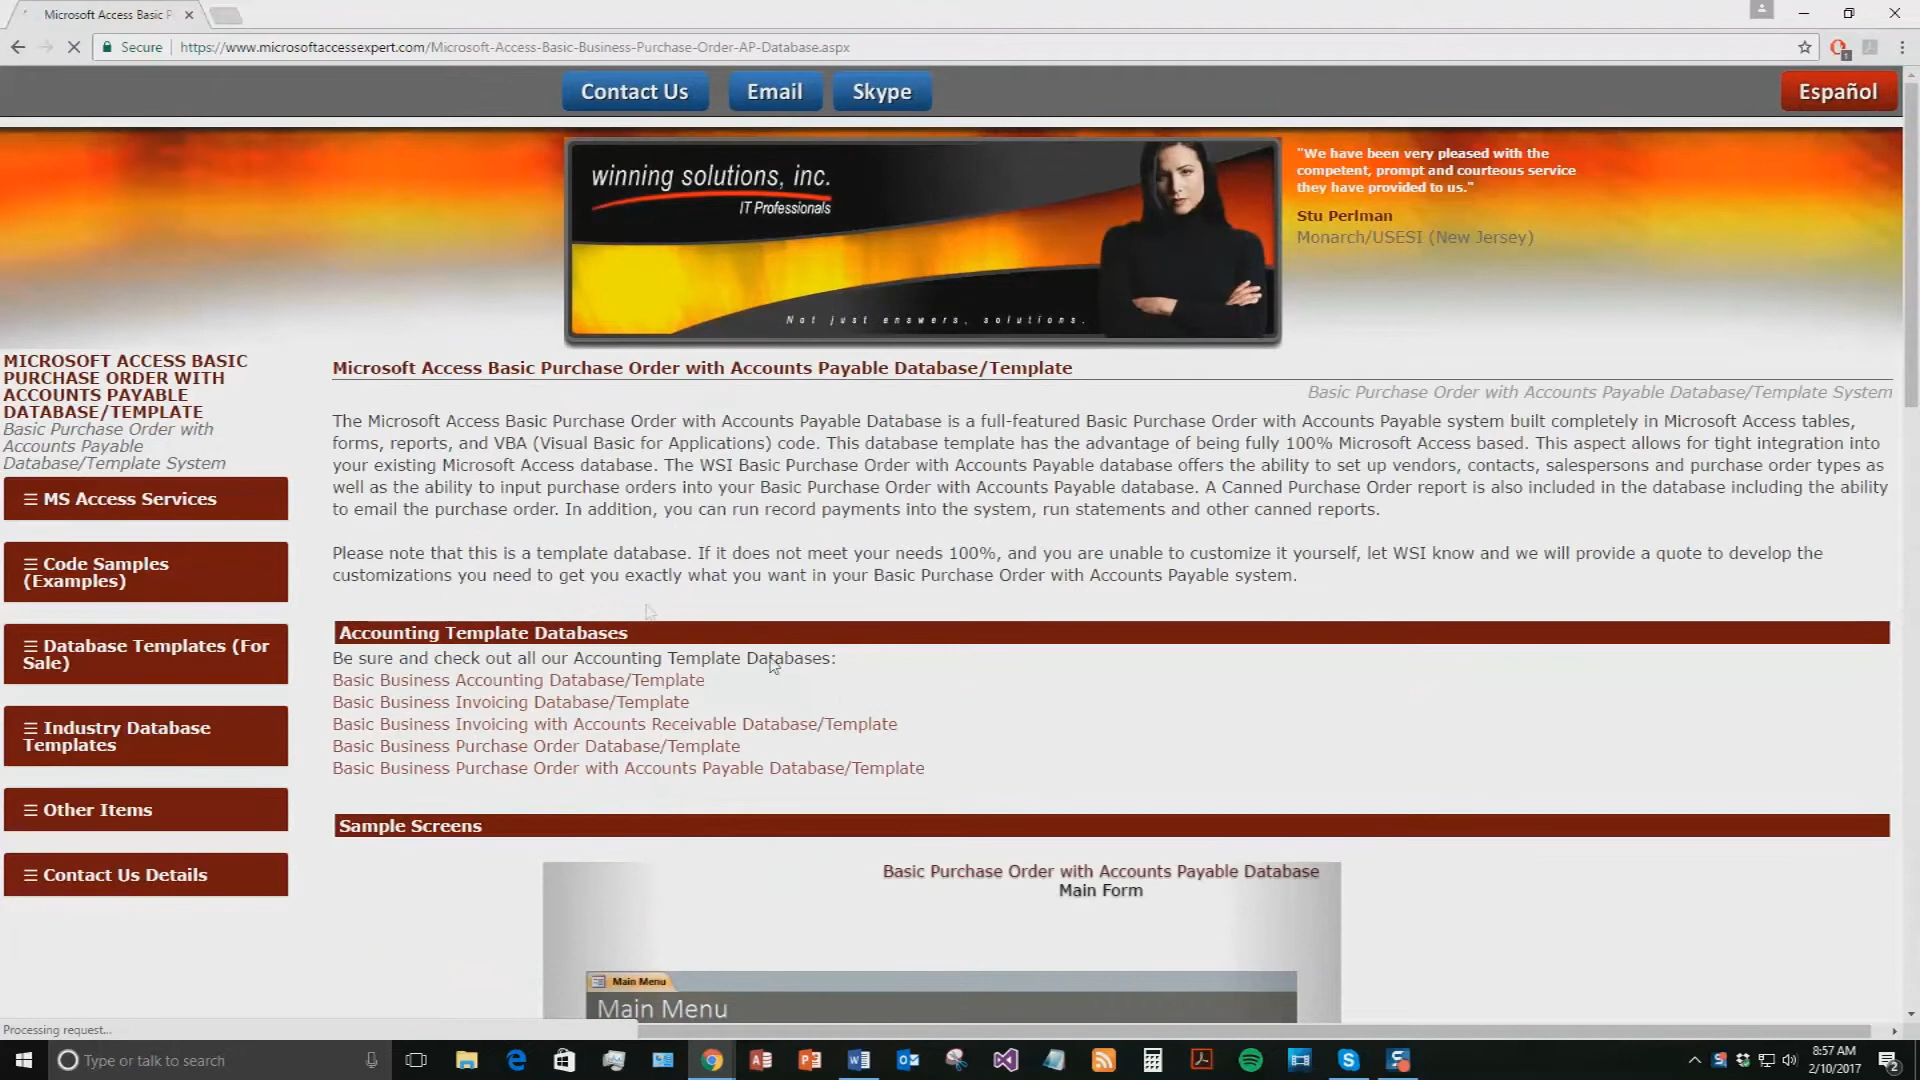 Microsoft Access Basic P
Secure
https://www.microsoftaccessexpert.com/Microsoft-Access-Basic-Business-Purchase-Order-AP-Database.aspx
Contact Us
Email
Skype
Español
winning solutions, inc.
IT Professionals
Not just answers, solutions.
"We have been very pleased with the
competent, prompt and courteous service
they have provided to us."
Stu Perlman
Monarch/USESI (New Jersey)
MICROSOFT ACCESS BASIC
PURCHASE ORDER WITH
ACCOUNTS PAYABLE
DATABASE/TEMPLATE
Basic Purchase Order with
Accounts Payable
Database/Template System
☰ MS Access Services
☰ Code Samples
(Examples)
☰ Database Templates (For
Sale)
☰ Industry Database
Templates
☰ Other Items
☰ Contact Us Details
Microsoft Access Basic Purchase Order with Accounts Payable Database/Template
Basic Purchase Order with Accounts Payable Database/Template System
The Microsoft Access Basic Purchase Order with Accounts Payable Database is a full-featured Basic Purchase Order with Accounts Payable system built completely in Microsoft Access tables,
forms, reports, and VBA (Visual Basic for Applications) code. This database template has the advantage of being fully 100% Microsoft Access based. This aspect allows for tight integration into
your existing Microsoft Access database. The WSI Basic Purchase Order with Accounts Payable database offers the ability to set up vendors, contacts, salespersons and purchase order types as
well as the ability to input purchase orders into your Basic Purchase Order with Accounts Payable database. A Canned Purchase Order report is also included in the database including the ability
to email the purchase order. In addition, you can run record payments into the system, run statements and other canned reports.
Please note that this is a template database. If it does not meet your needs 100%, and you are unable to customize it yourself, let WSI know and we will provide a quote to develop the
customizations you need to get you exactly what you want in your Basic Purchase Order with Accounts Payable system.
Accounting Template Databases
Be sure and check out all our Accounting Template Databases:
Basic Business Accounting Database/Template
Basic Business Invoicing Database/Template
Basic Business Invoicing with Accounts Receivable Database/Template
Basic Business Purchase Order Database/Template
Basic Business Purchase Order with Accounts Payable Database/Template
Sample Screens
Basic Purchase Order with Accounts Payable Database
Main Form
Main Menu
Main Menu
Processing request...
Type or talk to search
8:57 AM
2/10/2017
2